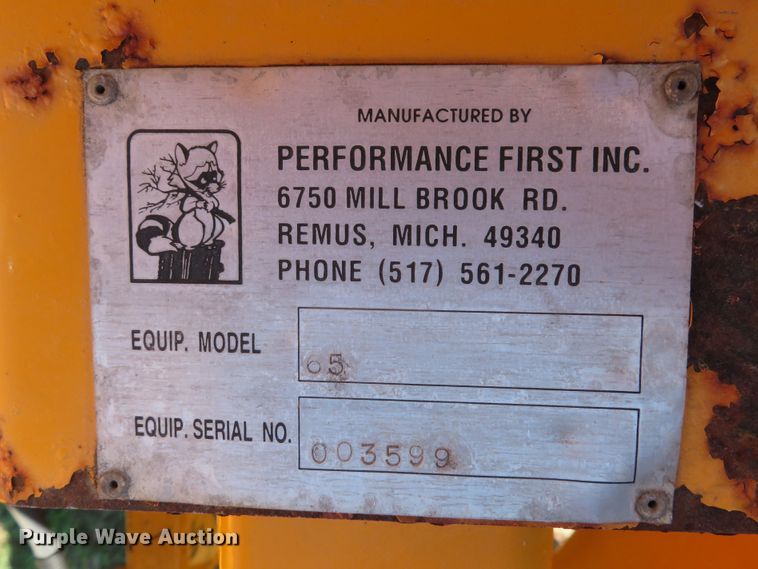 MANUFACTURED BY
PERFORMANCE FIRST INC.
6750 MILL BROOK RD.
REMUS, MICH. 49340
PHONE (517) 561-2270
EQUIP. MODEL
65
EQUIP. SERIAL NO.
003599
Purple Wave Auction